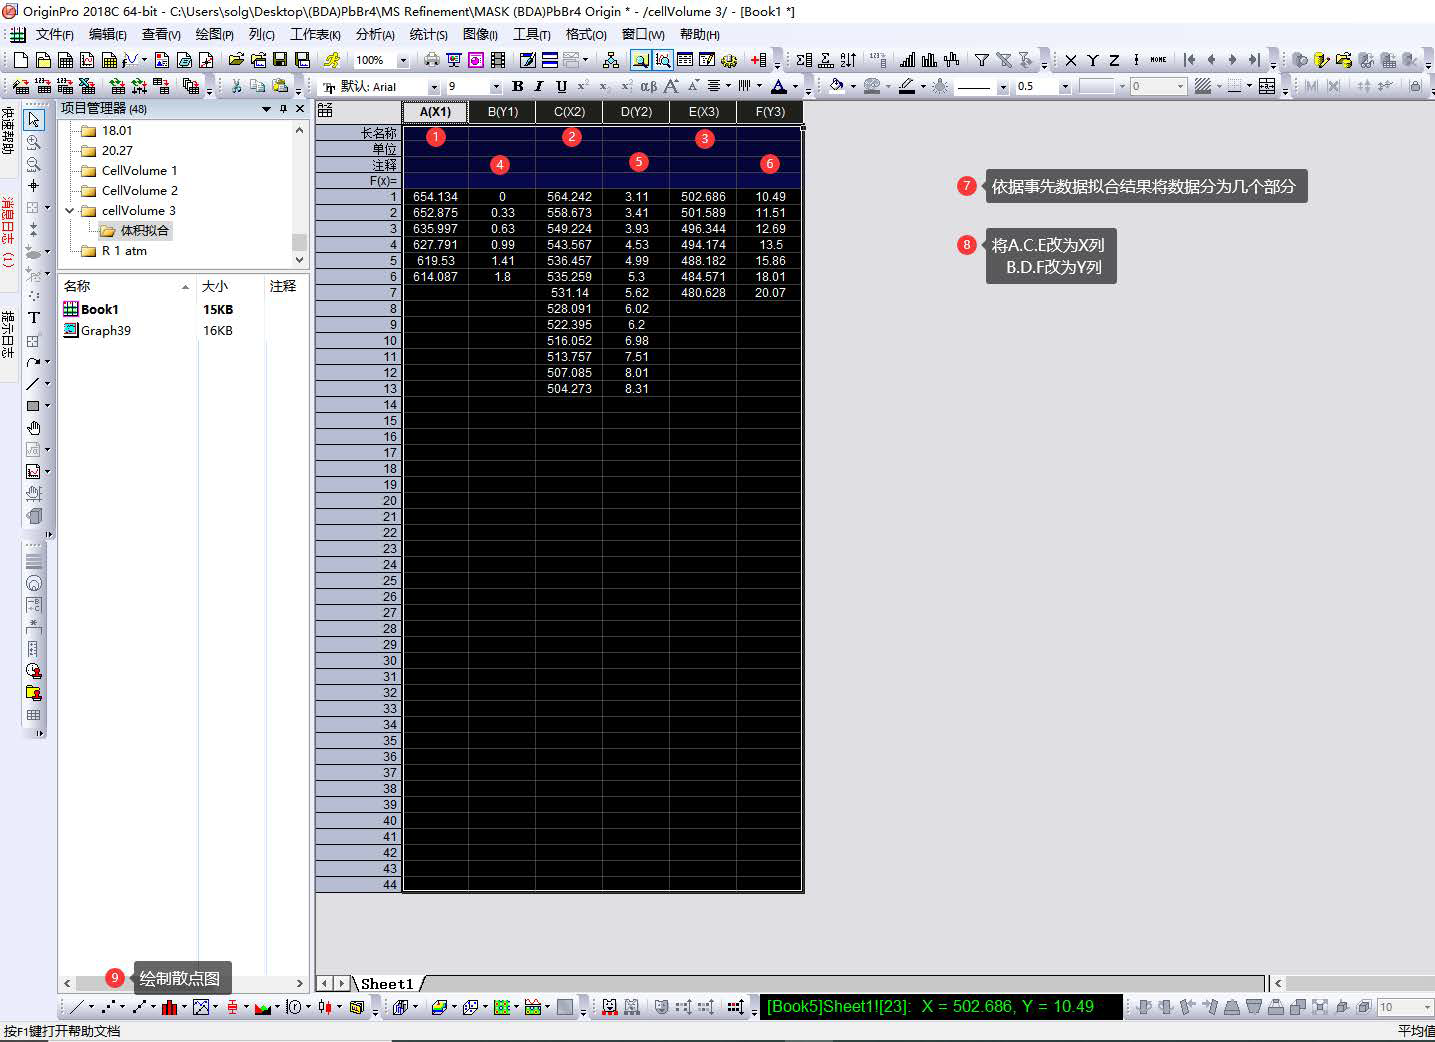 OriginPro 2018C 64-bit - C:\Users\solg\Desktop\(BDA)PbBr4\MS Refinement\MASK (BDA)PbBr4 Origin * - /cellVolume 3/ - [Book1 *]
文件(F) 编辑(E) 查看(V) 绘图(P) 列(C) 工作表(K) 分析(A) 统计(S) 图像(I) 工具(T) 格式(O) 窗口(W) 帮助(H)
100% X Y Z HOME
默认: Arial 9 B I U αβ A A 0.5 0
快速帮助
消息日志 (1)
提示日志
项目管理器 (48)
18.01
20.27
CellVolume 1
CellVolume 2
cellVolume 3
体积拟合
R 1 atm
名称 大小 注释
Book1 15KB
Graph39 16KB
A(X1) B(Y1) C(X2) D(Y2) E(X3) F(Y3)
长名称 1 2 3
单位
注释 4 5 6
F(x)=
1 654.134 0 564.242 3.11 502.686 10.49
2 652.875 0.33 558.673 3.41 501.589 11.51
3 635.997 0.63 549.224 3.93 496.344 12.69
4 627.791 0.99 543.567 4.53 494.174 13.5
5 619.53 1.41 536.457 4.99 488.182 15.86
6 614.087 1.8 535.259 5.3 484.571 18.01
7 531.14 5.62 480.628 20.07
8 528.091 6.02
9 522.395 6.2
10 516.052 6.98
11 513.757 7.51
12 507.085 8.01
13 504.273 8.31
14
15
16
17
18
19
20
21
22
23
24
25
26
27
28
29
30
31
32
33
34
35
36
37
38
39
40
41
42
43
44
7 依据事先数据拟合结果将数据分为几个部分
8 将A.C.E改为X列
B.D.F改为Y列
9 绘制散点图
Sheet1
[Book5]Sheet1![23]: X = 502.686, Y = 10.49
10
按F1键打开帮助文档
平均值